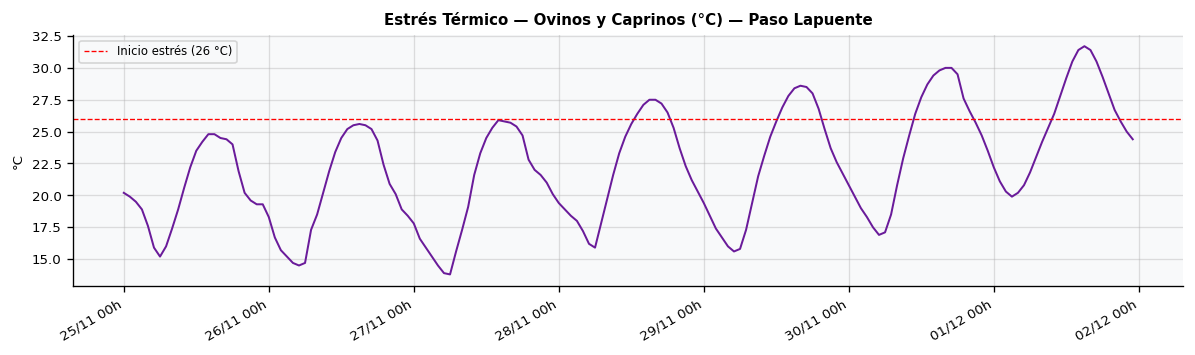 Estrés Térmico — Ovinos y Caprinos (°C) — Paso Lapuente
Inicio estrés (26 °C)
°C
32.5
30.0
27.5
25.0
22.5
20.0
17.5
15.0
25/11 00h
26/11 00h
27/11 00h
28/11 00h
29/11 00h
30/11 00h
01/12 00h
02/12 00h